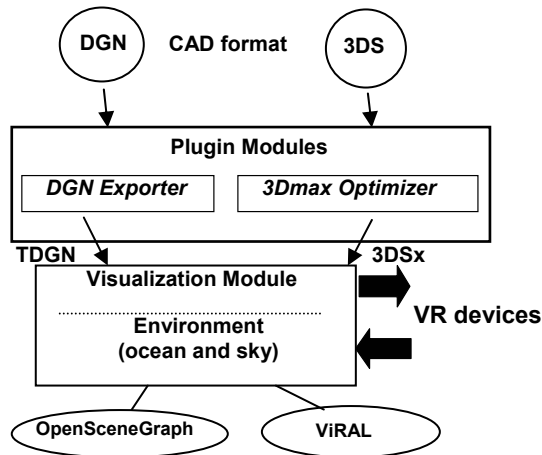 DGN
CAD format
3DS
Plugin Modules
DGN Exporter
3Dmax Optimizer
TDGN
3DSx
Visualization Module
Environment
(ocean and sky)
VR devices
OpenSceneGraph
ViRAL